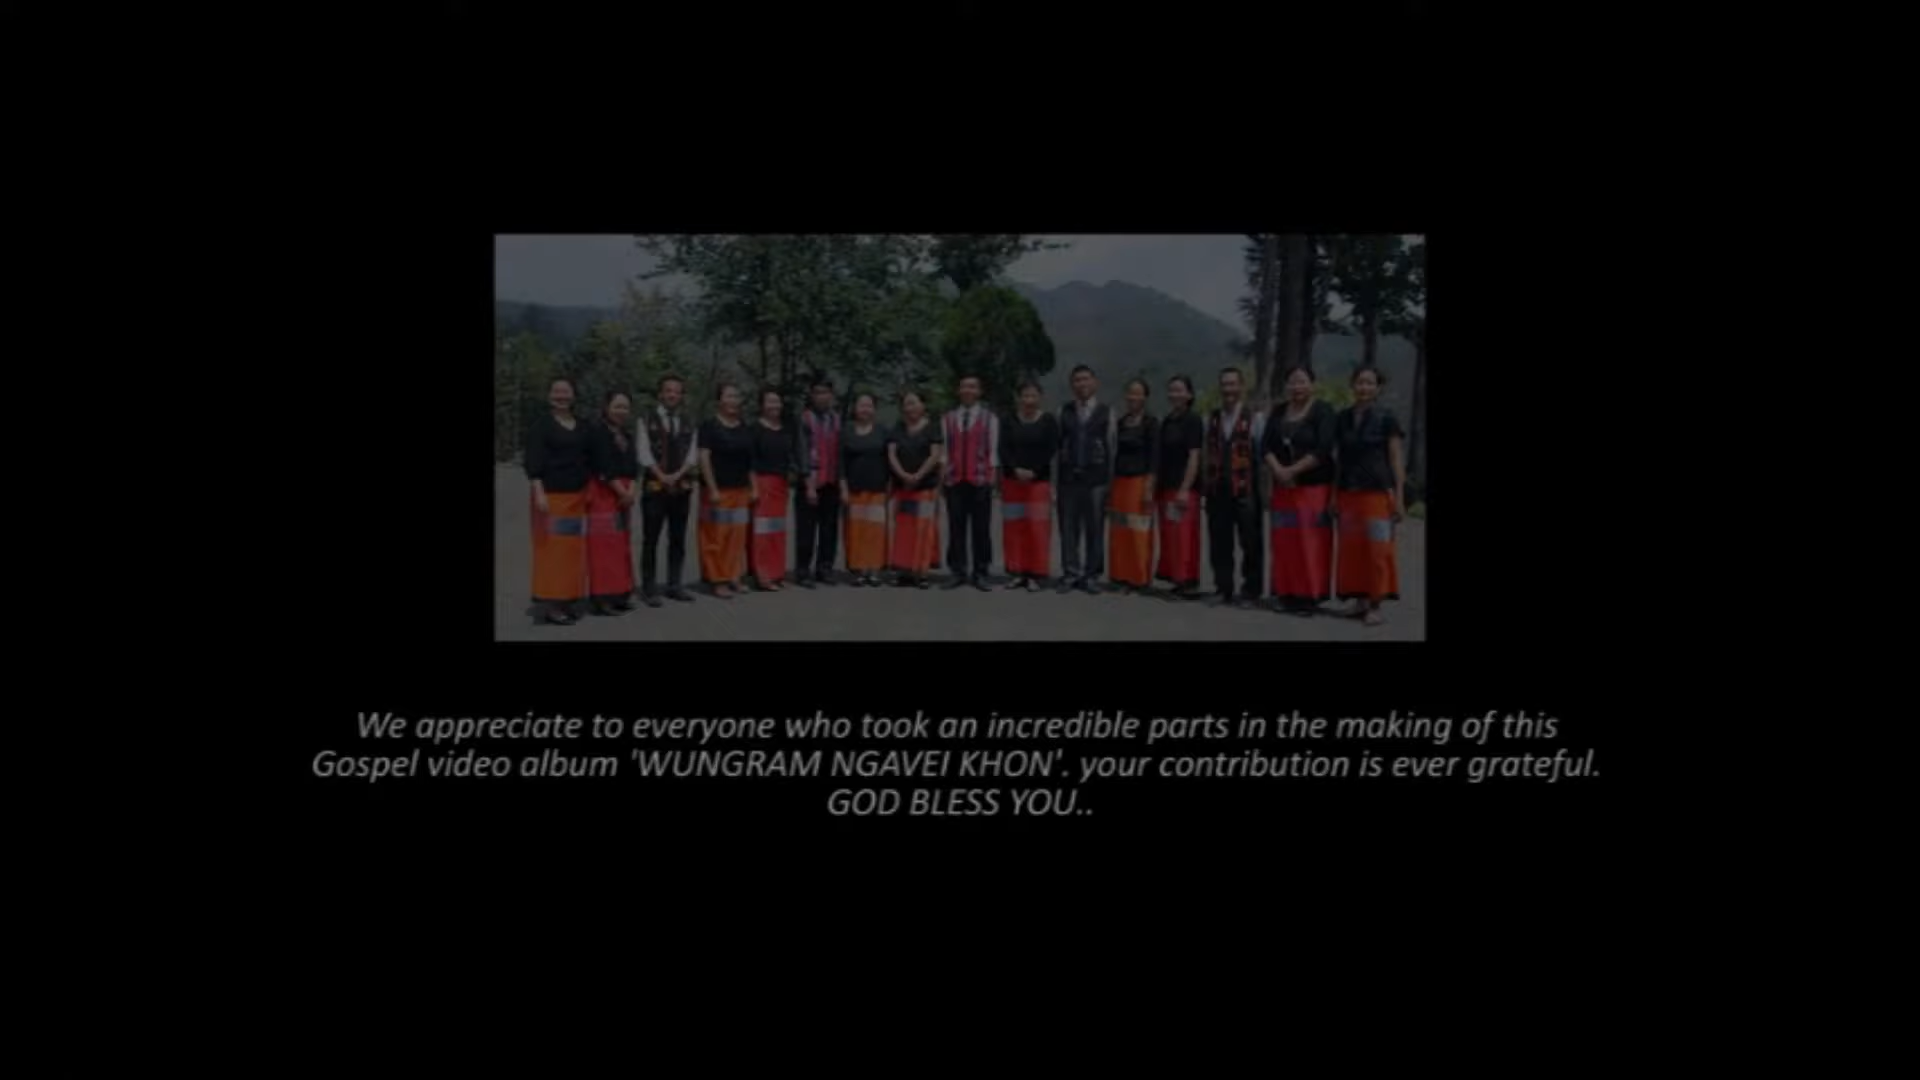 We appreciate to everyone who took an incredible parts in the making of this
Gospel video album 'WUNGRAM NGAVEI KHON'. your contribution is ever grateful.
GOD BLESS YOU..